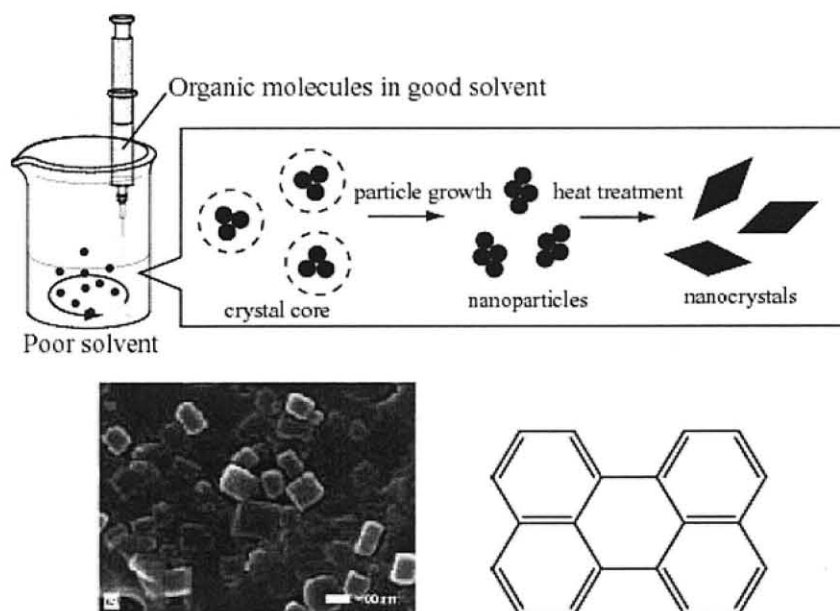 Organic molecules in good solvent
particle growth
heat treatment
crystal core
nanoparticles
nanocrystals
Poor solvent